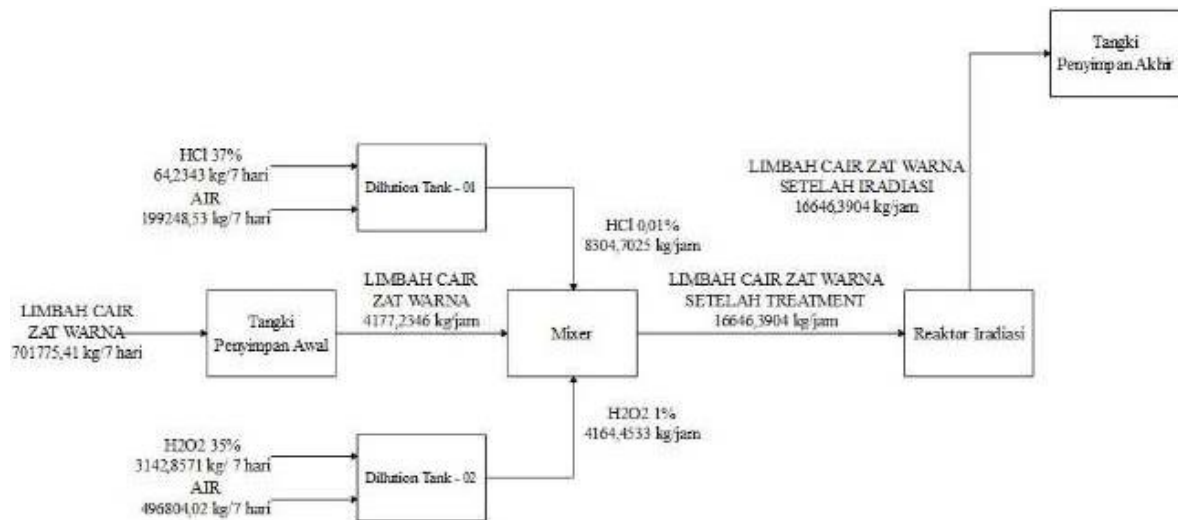 Tangki
Penyimpan Akhir
HCl 37%
64,2343 kg/7 hari
AIR
199248,53 kg/7 hari
Dillution Tank - 01
LIMBAH CAIR ZAT WARNA
SETELAH IRADIASI
16646,3904 kg/jam
HCl 0,01%
8304,7025 kg/jam
LIMBAH CAIR
ZAT WARNA
701775,41 kg/7 hari
Tangki
Penyimpan Awal
LIMBAH CAIR
ZAT WARNA
4177,2346 kg/jam
Mixer
LIMBAH CAIR ZAT WARNA
SETELAH TREATMENT
16646,3904 kg/jam
Reaktor Iradiasi
H2O2 35%
3142,8571 kg/ 7 hari
AIR
496804,02 kg/7 hari
Dillution Tank - 02
H2O2 1%
4164,4533 kg/jam